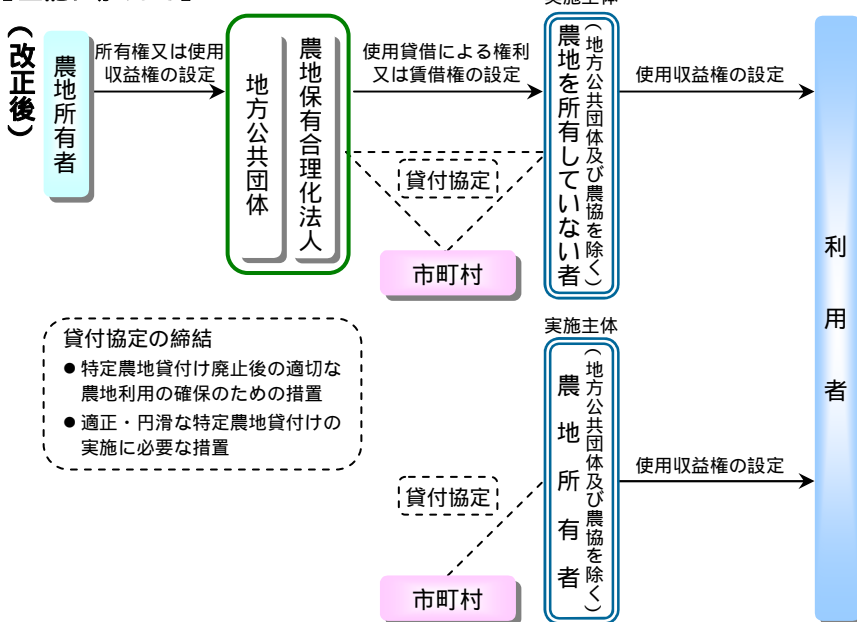 実施主体
（改正後）
農地所有者
所有権又は使用
収益権の設定
地方公共団体
農地保有合理化法人
使用貸借による権利
又は賃借権の設定
農地を所有していない者
（地方公共団体及び農協を除く）
使用収益権の設定
利用者
貸付協定
市町村
貸付協定の締結
●特定農地貸付け廃止後の適切な
農地利用の確保のための措置
●適正・円滑な特定農地貸付けの
実施に必要な措置
実施主体
農地所有者
（地方公共団体及び農協を除く）
使用収益権の設定
貸付協定
市町村